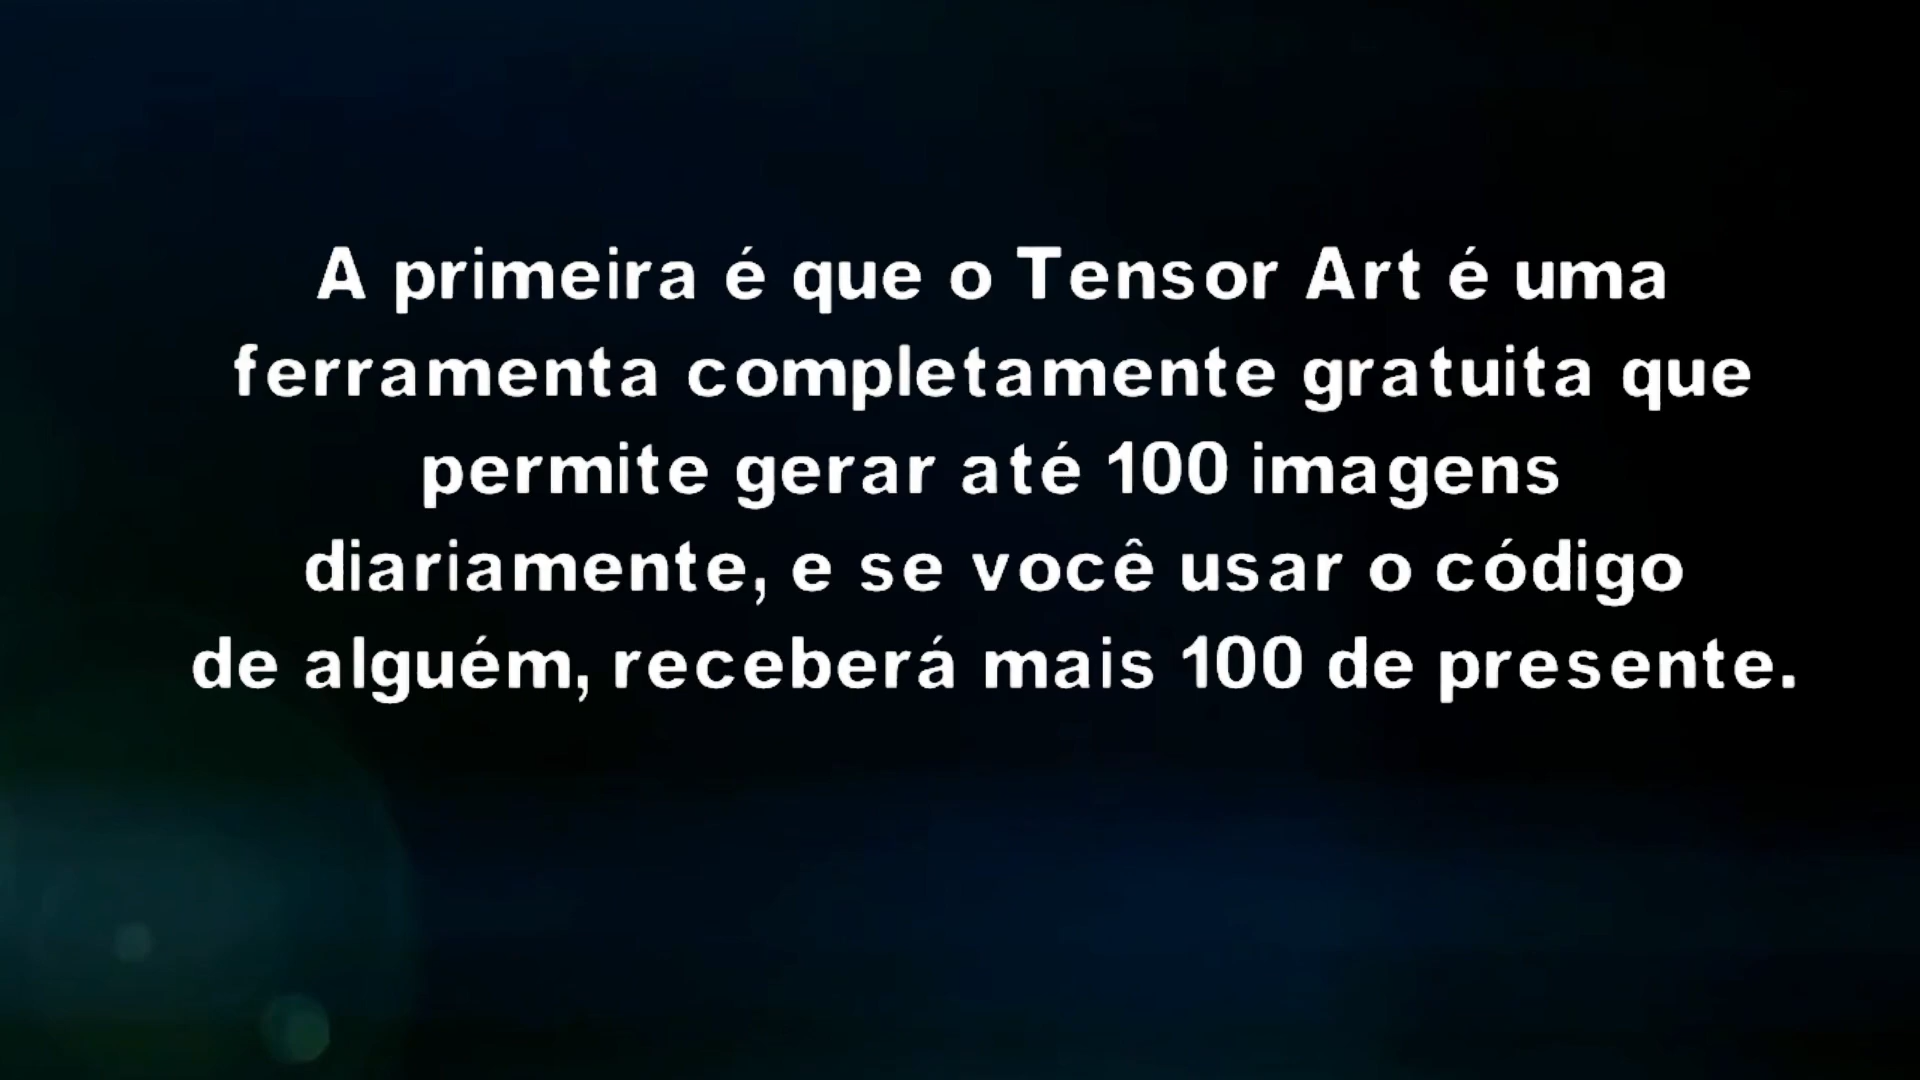 A primeira é que o Tensor Art é uma
ferramenta completamente gratuita que
permite gerar até 100 imagens
diariamente, e se você usar o código
de alguém, receberá mais 100 de presente.